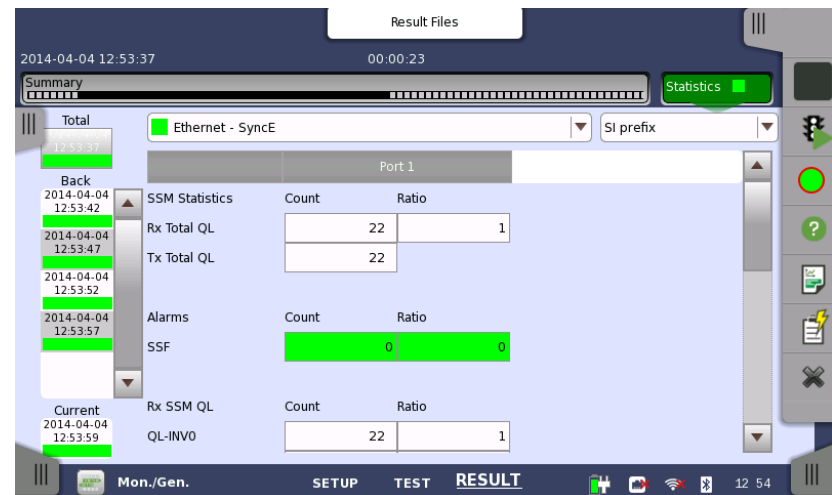 Result Files
2014-04-04 12:53:37 00:00:23
Summary
Statistics
Total
12:53:37
Ethernet - SyncE
SI prefix
Port 1
Back
2014-04-04
12:53:42
2014-04-04
12:53:47
2014-04-04
12:53:52
2014-04-04
12:53:57
SSM Statistics Count Ratio
Rx Total QL 22 1
Tx Total QL 22
Alarms Count Ratio
SSF 0 0
Rx SSM QL Count Ratio
QL-INV0 22 1
Current
2014-04-04
12:53:59
Mon./Gen. SETUP TEST RESULT 12 54